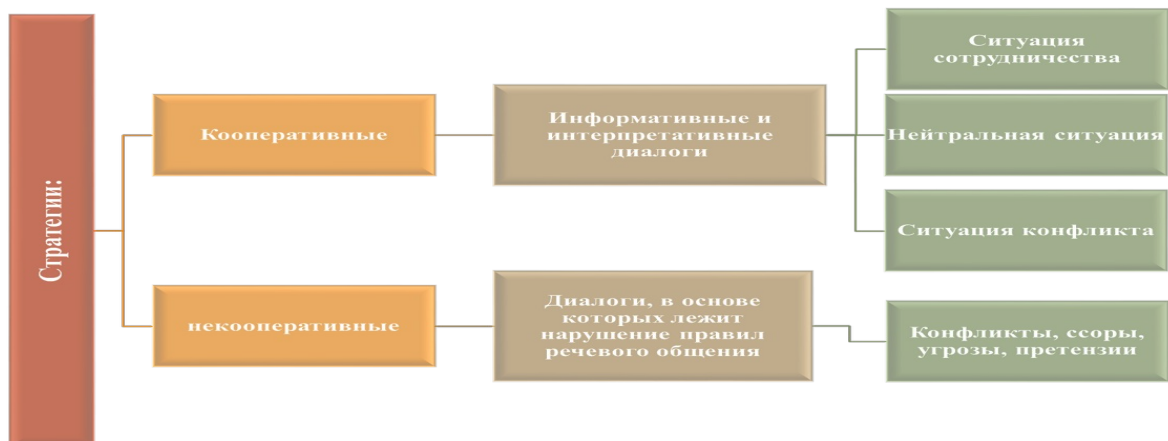 Стратегии:
Кооперативные
Информативные и
интерпретативные
диалоги
Ситуация
сотрудничества
Нейтральная ситуация
Ситуация конфликта
некооперативные
Диалоги, в основе
которых лежит
нарушение правил
речевого общения
Конфликты, ссоры,
угрозы, претензии